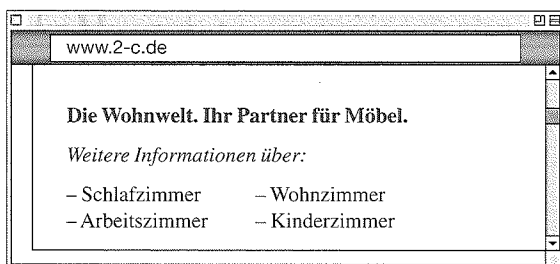 www.2-c.de
Die Wohnwelt. Ihr Partner für Möbel.
Weitere Informationen über:
– Schlafzimmer – Wohnzimmer
– Arbeitszimmer – Kinderzimmer